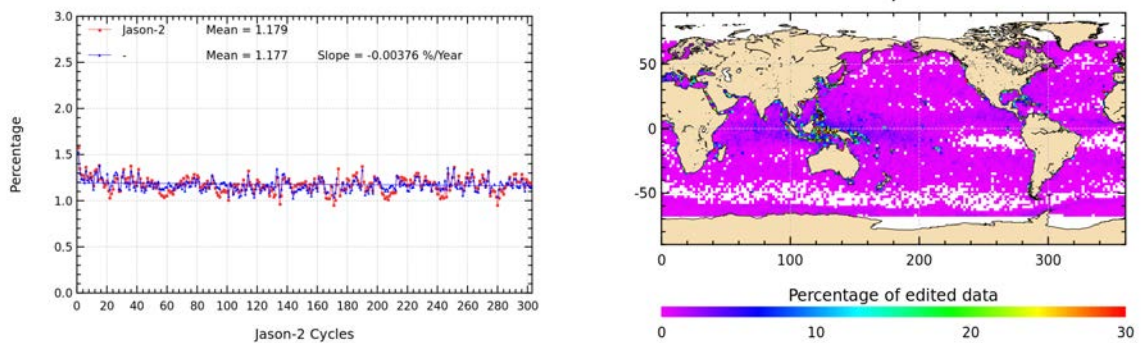 Jason-2 Mean = 1.179
- Mean = 1.177 Slope = -0.00376 %/Year
3.0
2.5
2.0
1.5
1.0
0.5
0.0
Percentage
0 20 40 60 80 100 120 140 160 180 200 220 240 260 280 300
Jason-2 Cycles
50
0
-50
0 100 200 300
Percentage of edited data
0 10 20 30